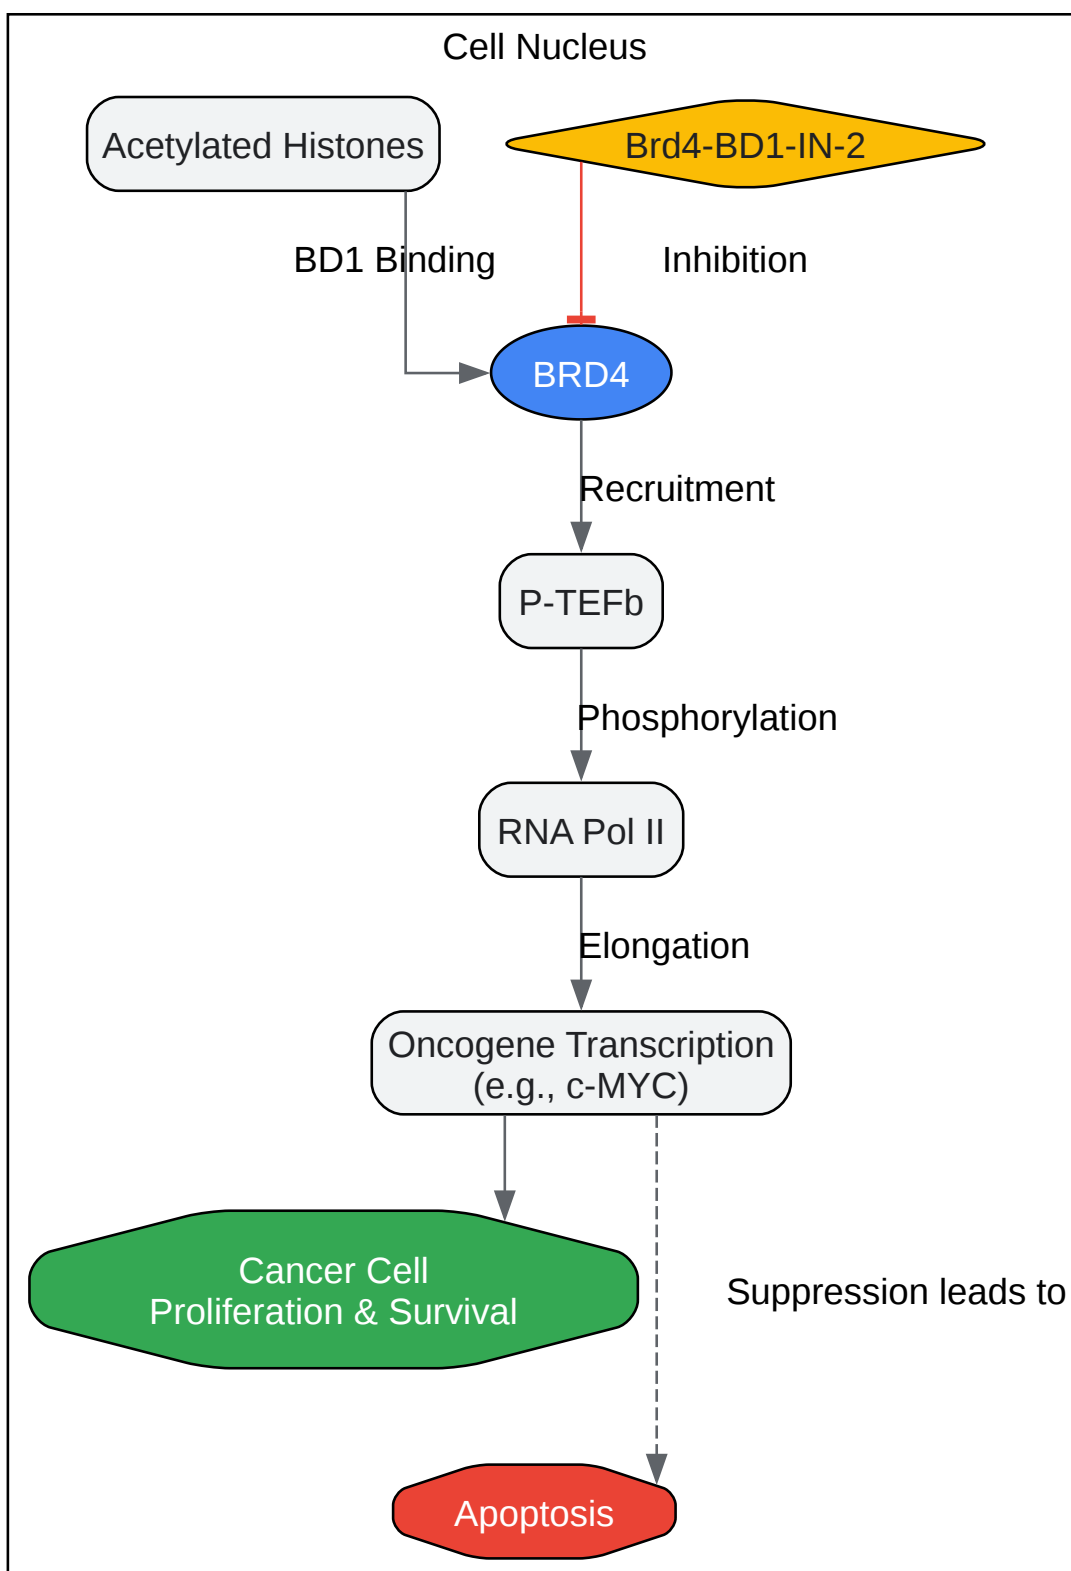 Cell Nucleus
Acetylated Histones
Brd4-BD1-IN-2
BD1 Binding
Inhibition
BRD4
Recruitment
P-TEFb
Phosphorylation
RNA Pol II
Elongation
Oncogene Transcription
(e.g., c-MYC)
Cancer Cell
Proliferation & Survival
Suppression leads to
Apoptosis